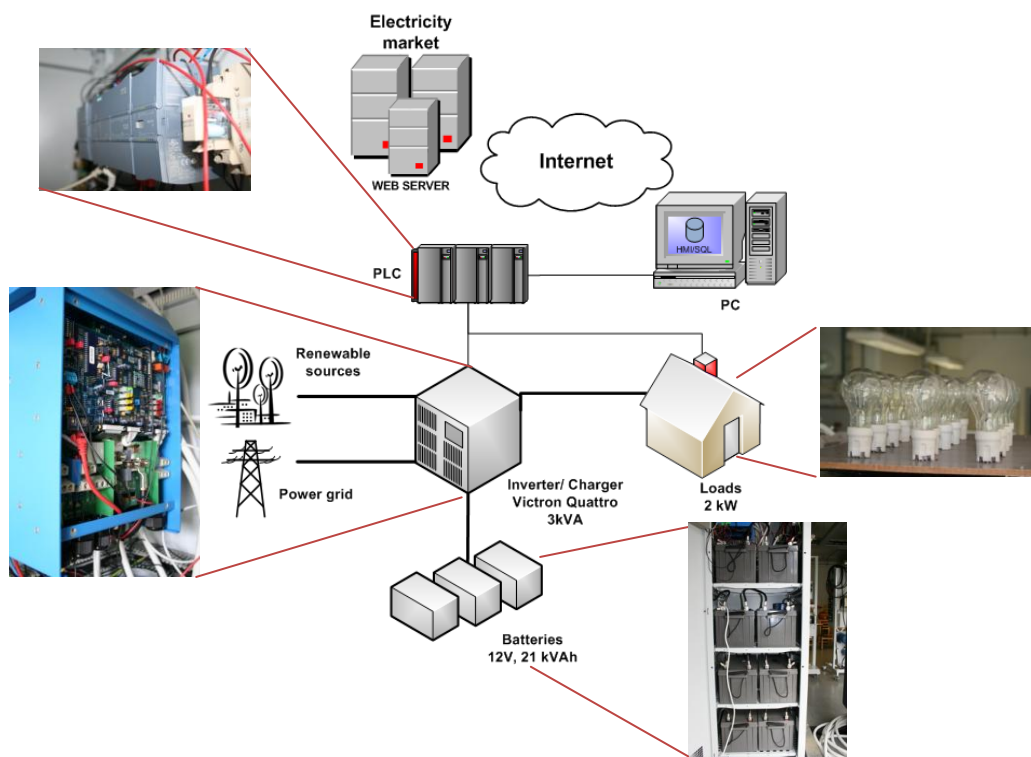 Electricity
market
WEB SERVER
Internet
HMI/SQL
PLC
PC
Renewable
sources
Power grid
Inverter/ Charger
Victron Quattro
3kVA
Loads
2 kW
Batteries
12V, 21 kVAh